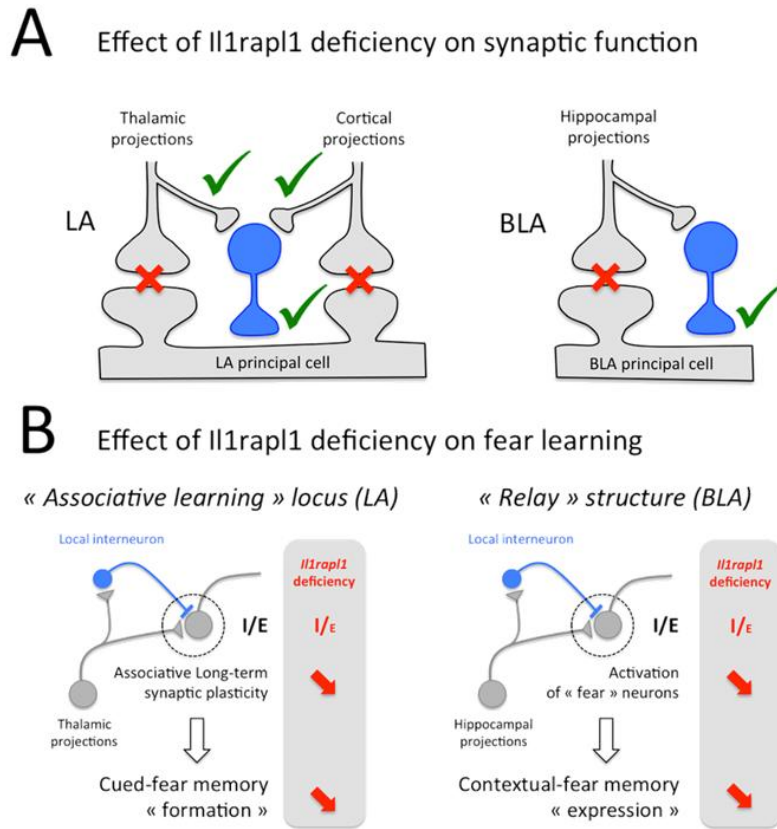 A Effect of Il1rapl1 deficiency on synaptic function
Thalamic
projections
Cortical
projections
LA
LA principal cell
Hippocampal
projections
BLA
BLA principal cell
B Effect of Il1rapl1 deficiency on fear learning
« Associative learning » locus (LA)
Local interneuron
Il1rapl1
deficiency
I/E
I/E
Associative Long-term
synaptic plasticity
Thalamic
projections
Cued-fear memory
« formation »
« Relay » structure (BLA)
Local interneuron
Il1rapl1
deficiency
I/E
I/E
Activation
of « fear » neurons
Hippocampal
projections
Contextual-fear memory
« expression »